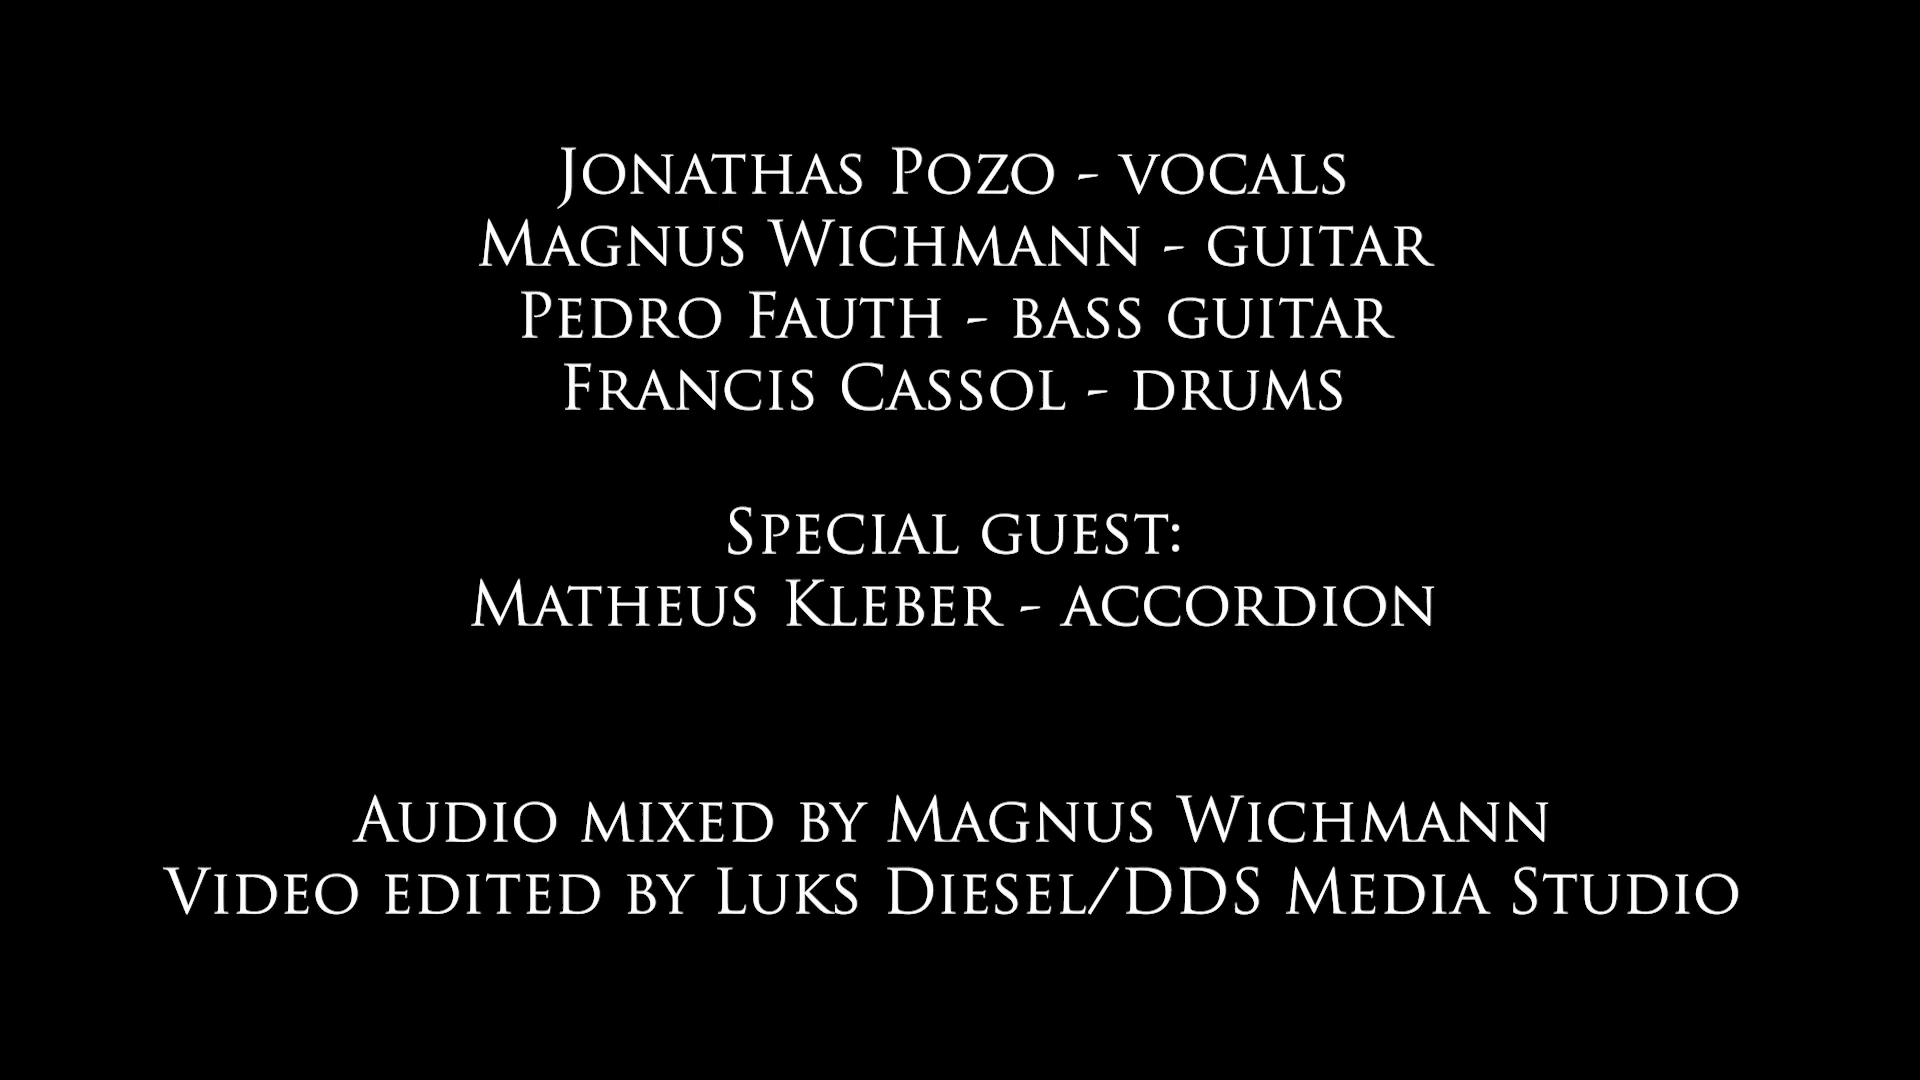 Jonathas Pozo - vocals
Magnus Wichmann - guitar
Pedro Fauth - bass guitar
Francis Cassol - drums
Special guest:
Matheus Kleber - accordion
Audio mixed by Magnus Wichmann
Video edited by Luks Diesel/DDS Media Studio